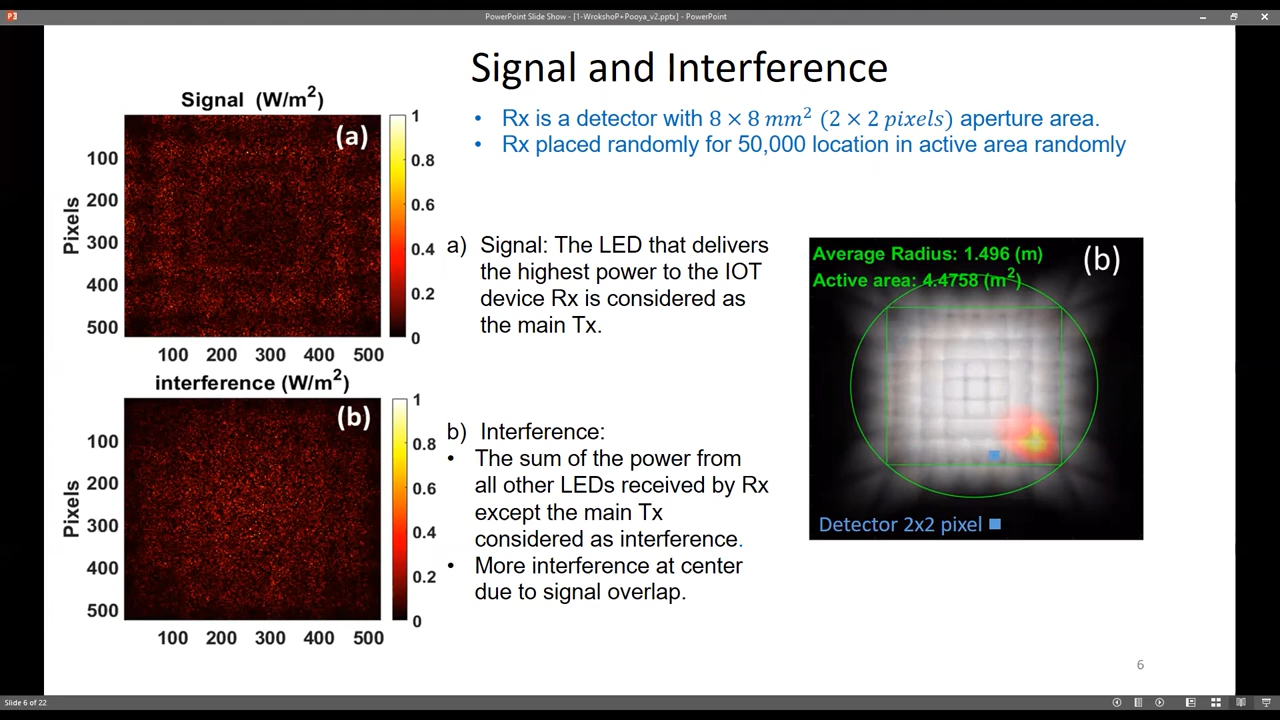 PowerPoint Slide Show - [1-WrokshoP+Pooya_v2.pptx] - PowerPoint
Signal and Interference
• Rx is a detector with 8 × 8 mm² (2 × 2 pixels) aperture area.
• Rx placed randomly for 50,000 location in active area randomly
Signal (W/m²)
(a)
Pixels
100
200
300
400
500
100 200 300 400 500
1
0.8
0.6
0.4
0.2
0
interference (W/m²)
(b)
Pixels
100
200
300
400
500
100 200 300 400 500
1
0.8
0.6
0.4
0.2
0
a) Signal: The LED that delivers
the highest power to the IOT
device Rx is considered as
the main Tx.
b) Interference:
• The sum of the power from
all other LEDs received by Rx
except the main Tx
considered as interference.
• More interference at center
due to signal overlap.
Average Radius: 1.496 (m)
Active area: 4.4758 (m²)
(b)
Detector 2x2 pixel
6
Slide 6 of 22